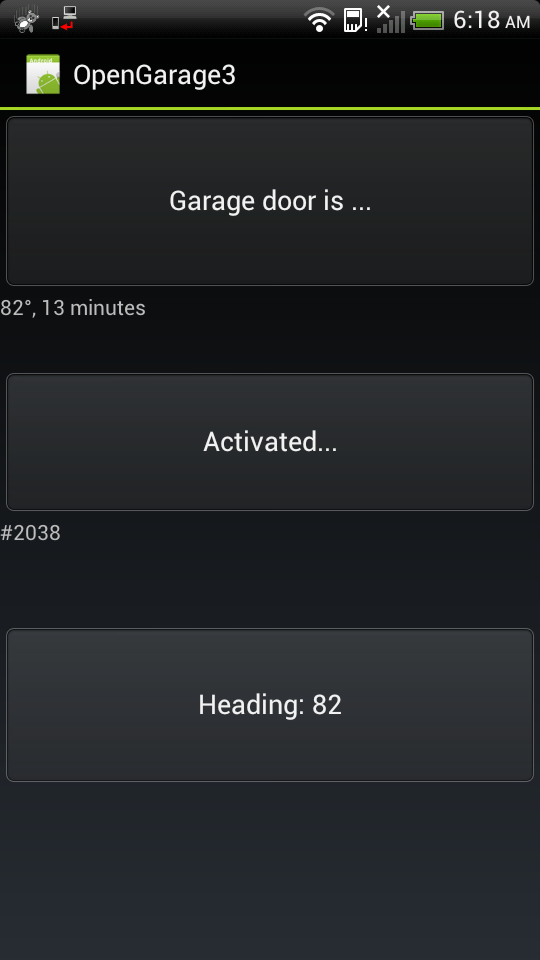 6:18 AM
OpenGarage3
Garage door is ...
82°, 13 minutes
Activated...
#2038
Heading: 82